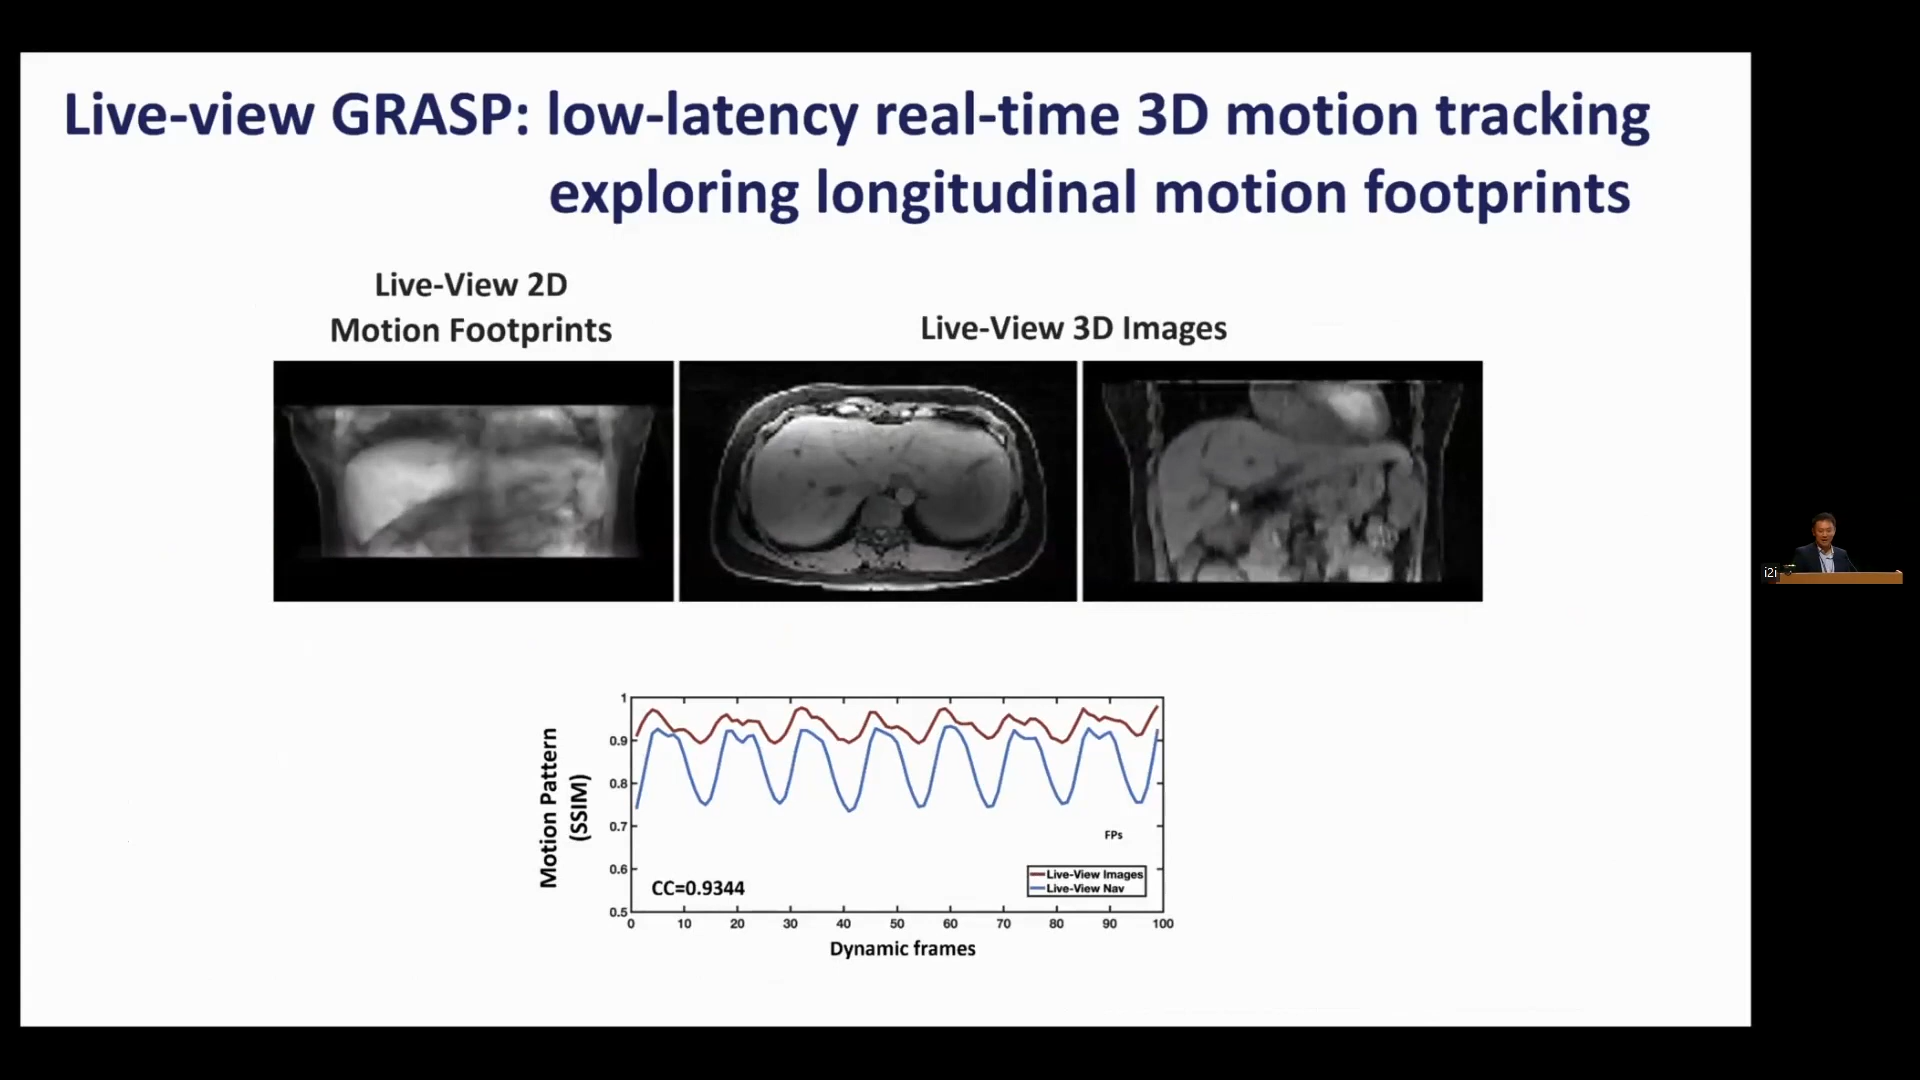 Live-view GRASP: low-latency real-time 3D motion tracking
exploring longitudinal motion footprints
Live-View 2D
Motion Footprints
Live-View 3D Images
i2i
Motion Pattern
(SSIM)
1
0.9
0.8
0.7
0.6
0.5
FPs
CC=0.9344
Live-View Images
Live-View Nav
0 10 20 30 40 50 60 70 80 90 100
Dynamic frames